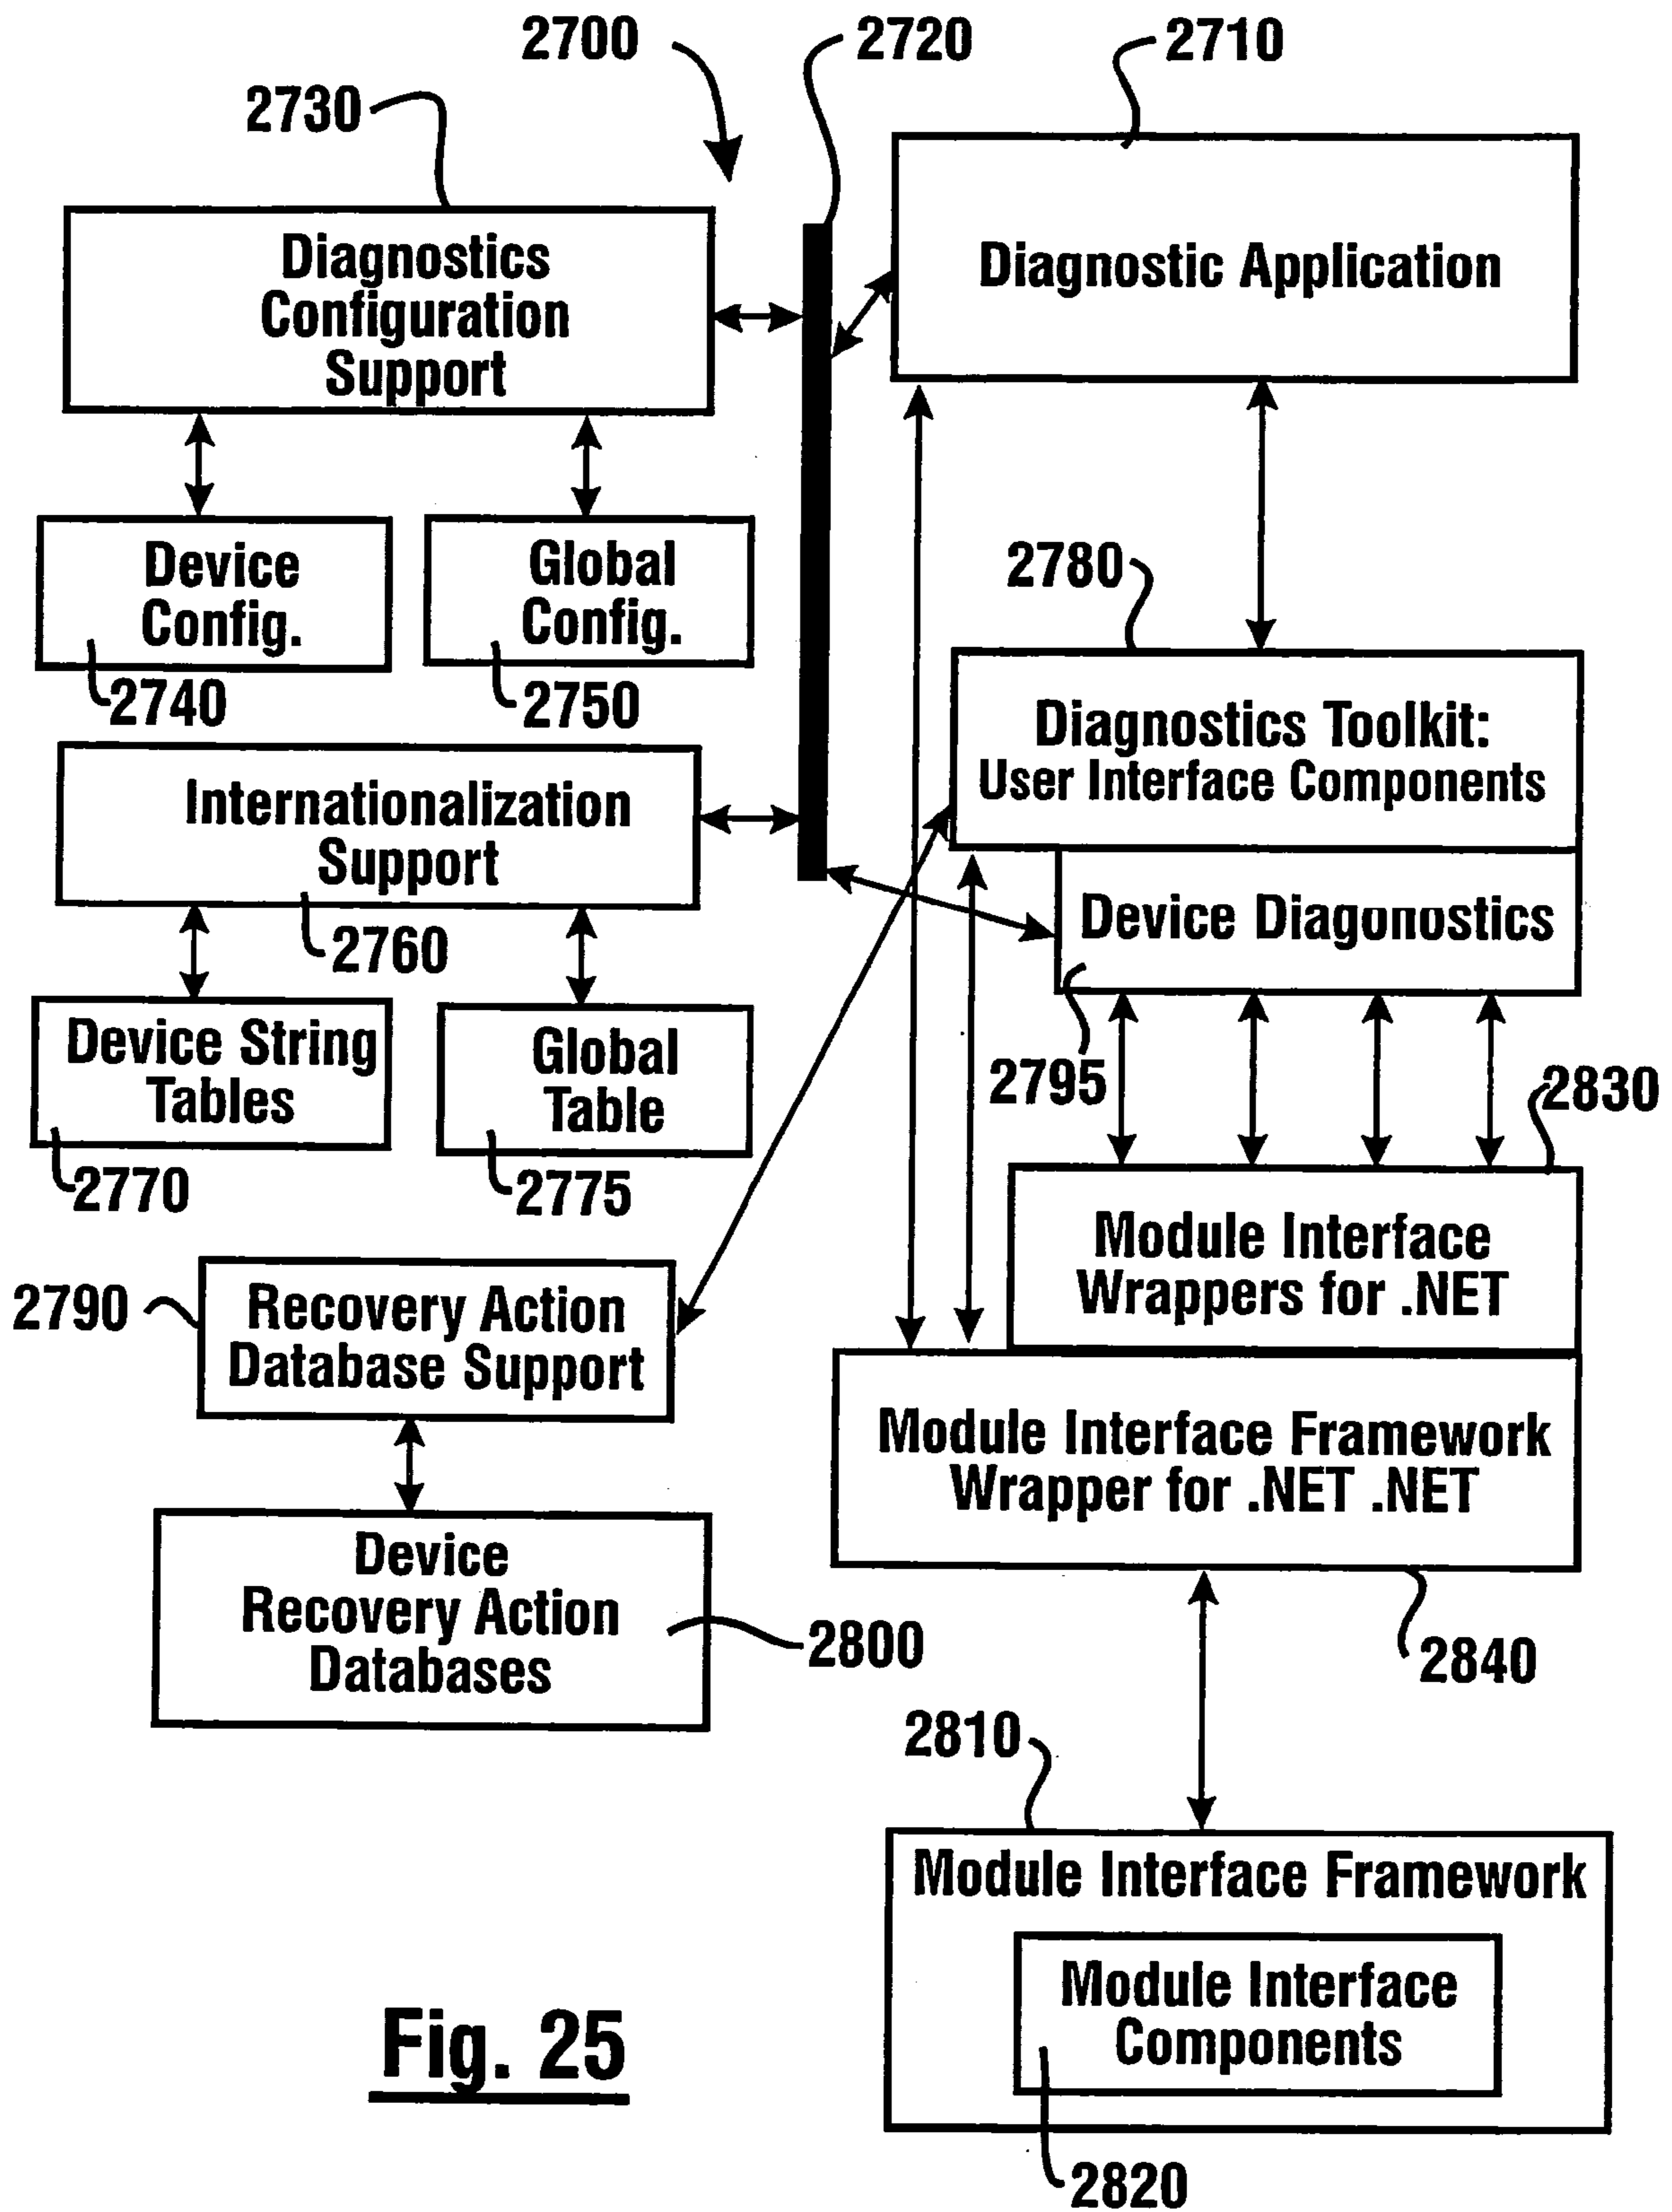 2700
2720
2710
2730
Diagnostics
Configuration
Support
Diagnostic Application
Device
Config.
2740
Global
Config.
2750
2780
Diagnostics Toolkit:
User Interface Components
Internationalization
Support
2760
Device Diagonostics
2795
Device String
Tables
2770
Global
Table
2775
2830
Module Interface
Wrappers for .NET
2790
Recovery Action
Database Support
Module Interface Framework
Wrapper for .NET .NET
2840
Device
Recovery Action
Databases
2800
2810
Module Interface Framework
Module Interface
Components
2820
Fig. 25